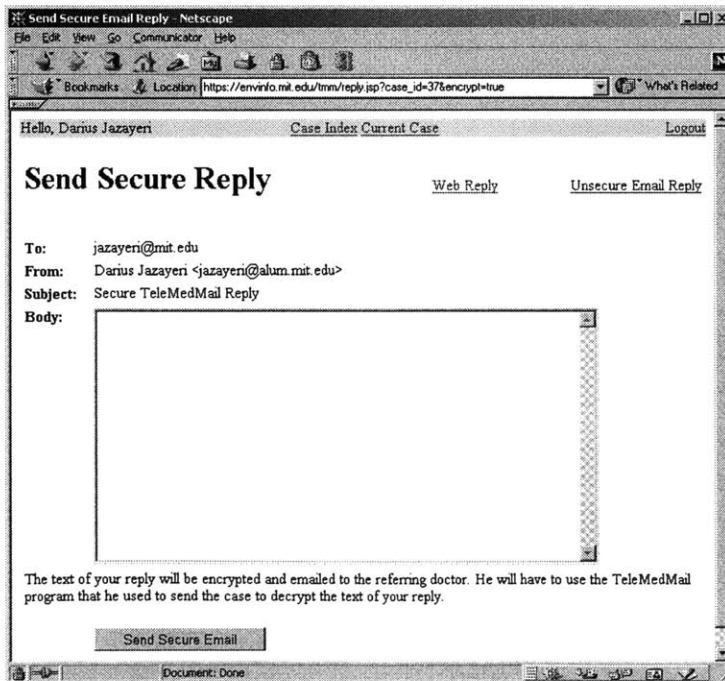 Send Secure Email Reply - Netscape
File Edit View Go Communicator Help
Bookmarks Location https://envinfo.mit.edu/tmm/reply.jsp?case_id=37&encrypt=true What's Related
Hello, Darius Jazayeri Case Index Current Case Logout
Send Secure Reply Web Reply Unsecure Email Reply
To: jazayeri@mit.edu
From: Darius Jazayeri <jazayeri@alum.mit.edu>
Subject: Secure TeleMedMail Reply
Body:
The text of your reply will be encrypted and emailed to the referring doctor. He will have to use the TeleMedMail
program that he used to send the case to decrypt the text of your reply.
Send Secure Email
Document: Done